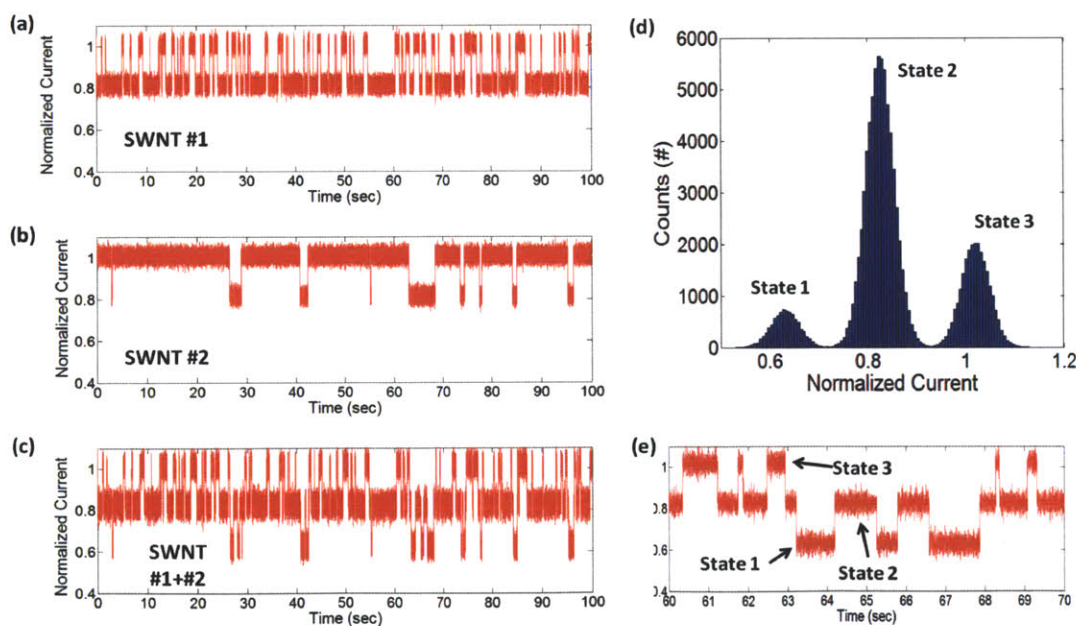 (a)
Normalized Current
1
0.8
0.6
0.4
SWNT #1
0 10 20 30 40 50 60 70 80 90 100
Time (sec)
(b)
Normalized Current
1
0.8
0.6
0.4
SWNT #2
0 10 20 30 40 50 60 70 80 90 100
Time (sec)
(c)
Normalized Current
1
0.8
0.6
0.4
SWNT
#1+#2
0 10 20 30 40 50 60 70 80 90 100
Time (sec)
(d)
Counts (#)
6000
5000
4000
3000
2000
1000
0
State 2
State 3
State 1
0.6 0.8 1 1.2
Normalized Current
(e)
1
0.8
0.6
0.4
State 3
State 1
State 2
60 61 62 63 64 65 66 67 68 69 70
Time (sec)